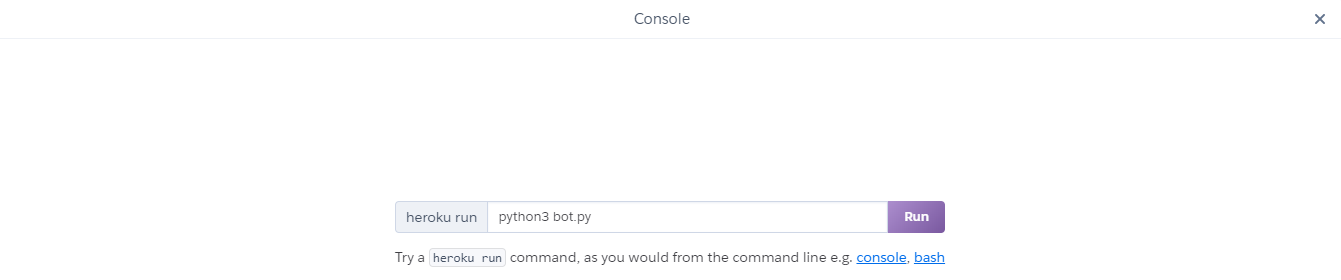 Console
heroku run python3 bot.py Run
Try a heroku run command, as you would from the command line e.g. console, bash